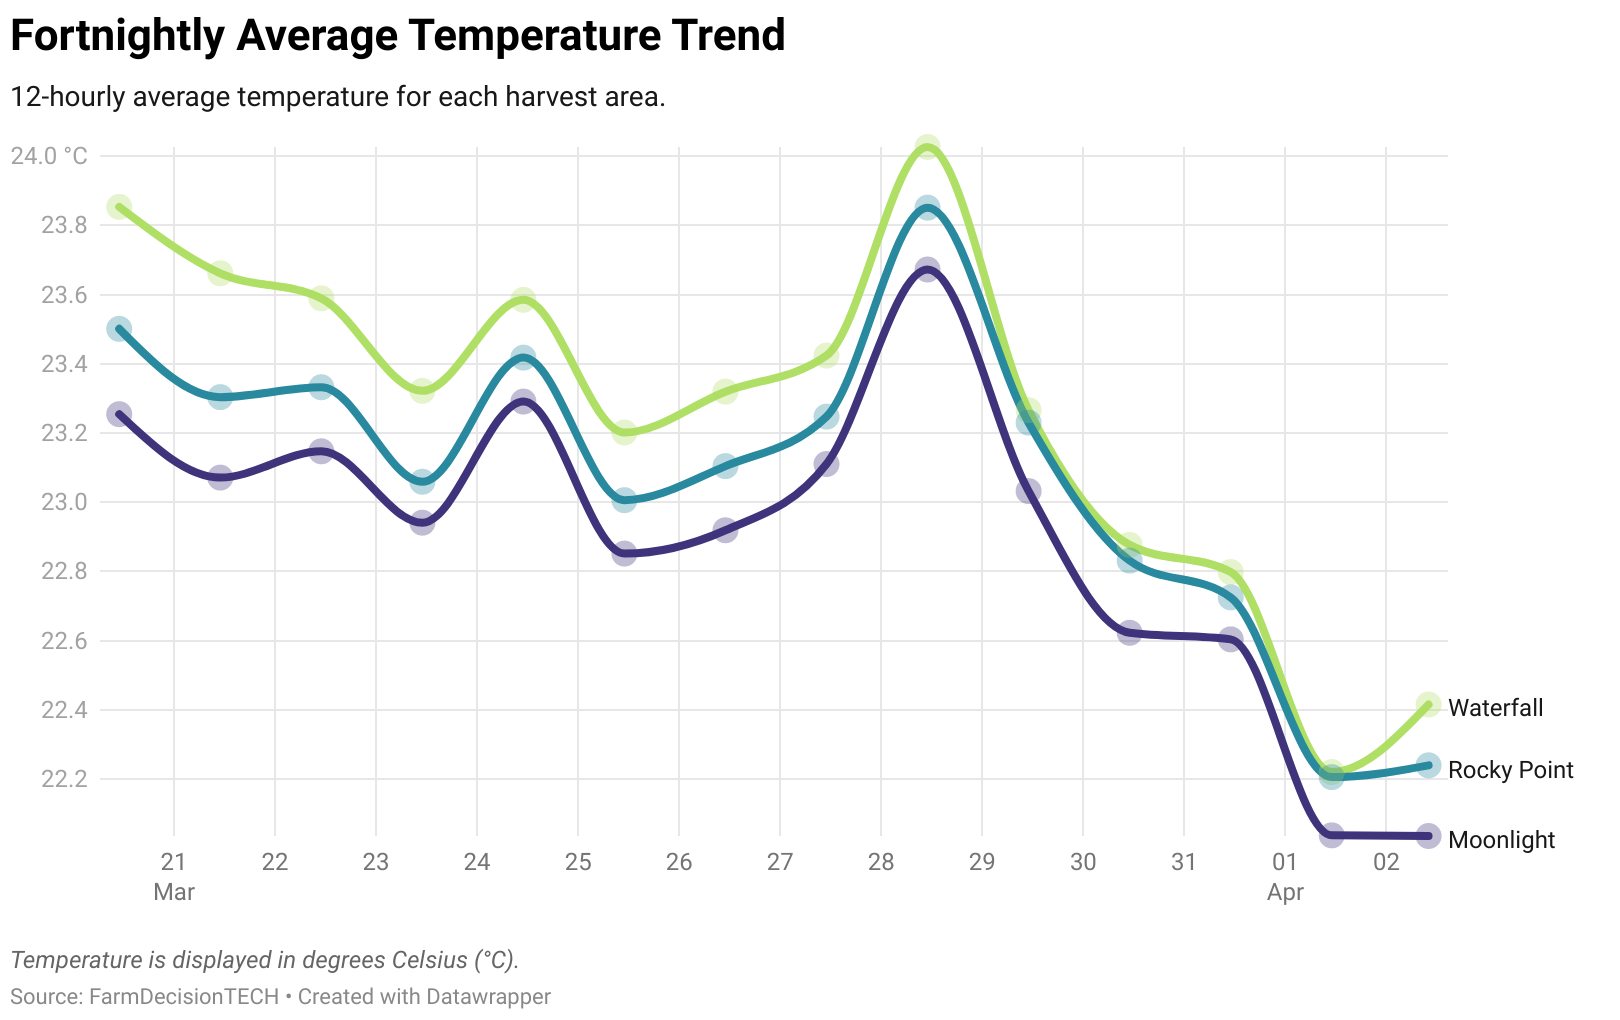 Fortnightly Average Temperature Trend
12-hourly average temperature for each harvest area.
24.0 °C
23.8
23.6
23.4
23.2
23.0
22.8
22.6
22.4
22.2
Waterfall
Rocky Point
Moonlight
21 22 23 24 25 26 27 28 29 30 31 01 02
Mar Apr
Temperature is displayed in degrees Celsius (°C).
Source: FarmDecisionTECH • Created with Datawrapper